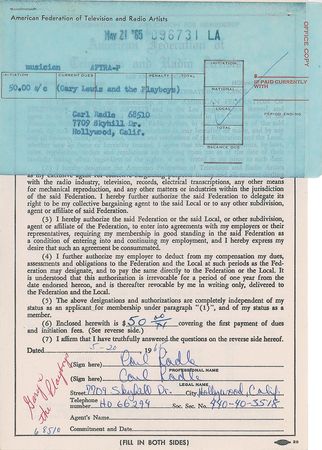 American Federation of Television and Radio Artists
OFFICE COPY
May 21 '65 096731 LA
musician AFTRA-P
INITIATION CURRENT DUES PENALTY TOTAL
50.00 4/c (Gary Lewis and the Playboys)
Carl Radle 68510
7709 Skyhill Dr.
Hollywood, Calif.
INITIATION
NATIONAL
LOCAL
TOTAL
BALANCE DUE
$
IF PAID CURRENTLY
WITH
PERIOD ENDING
with the radio industry, television, records, electrical transcriptions, any other means
for mechanical reproduction, and any other matters or industries within the jurisdiction
of the said Federation. I hereby further authorize the said Federation to delegate its
right to be my collective bargaining agent to the said Local or to any other subdivision,
agent or affiliate of said Federation.
(3) I hereby authorize the said Federation or the said Local, or other subdivision,
agent or affiliate of the Federation, to enter into agreements with my employers or their
representatives, requiring my membership in good standing in the said Federation as
a condition of entering into and continuing my employment, and I hereby express my
desire that such an agreement be consummated.
(4) I further authorize my employer to deduct from my compensation my dues,
assessments and obligations to the Federation and the Local at such periods as the Fed-
eration may designate, and to pay the same directly to the Federation or the Local. It
is understood that this authorization is irrevocable for a period of one year from the
date endorsed hereon, and is thereafter revocable by me in writing only, delivered to
the Federation and the Local.
(5) The above designations and authorizations are completely independent of my
status as an applicant for membership under paragraph "(1)", and of my status as a
member.
(6) Enclosed herewith is $50 covering the first payment of dues
and initiation fees. (See reverse side.)
(7) I affirm that I have truthfully answered the questions on the reverse side hereof.
Dated 5-20 196
(Sign here) Carl Radle
PROFESSIONAL NAME
(Sign here) Carl Radle
LEGAL NAME
Street 7709 Skyhill Dr. City Hollywood, Calif
Telephone number HO 66294 Soc. Sec. No. 440-40-3518
Agent's Name
Commitment and Date
Gary's
the Playboys
68510
(FILL IN BOTH SIDES)